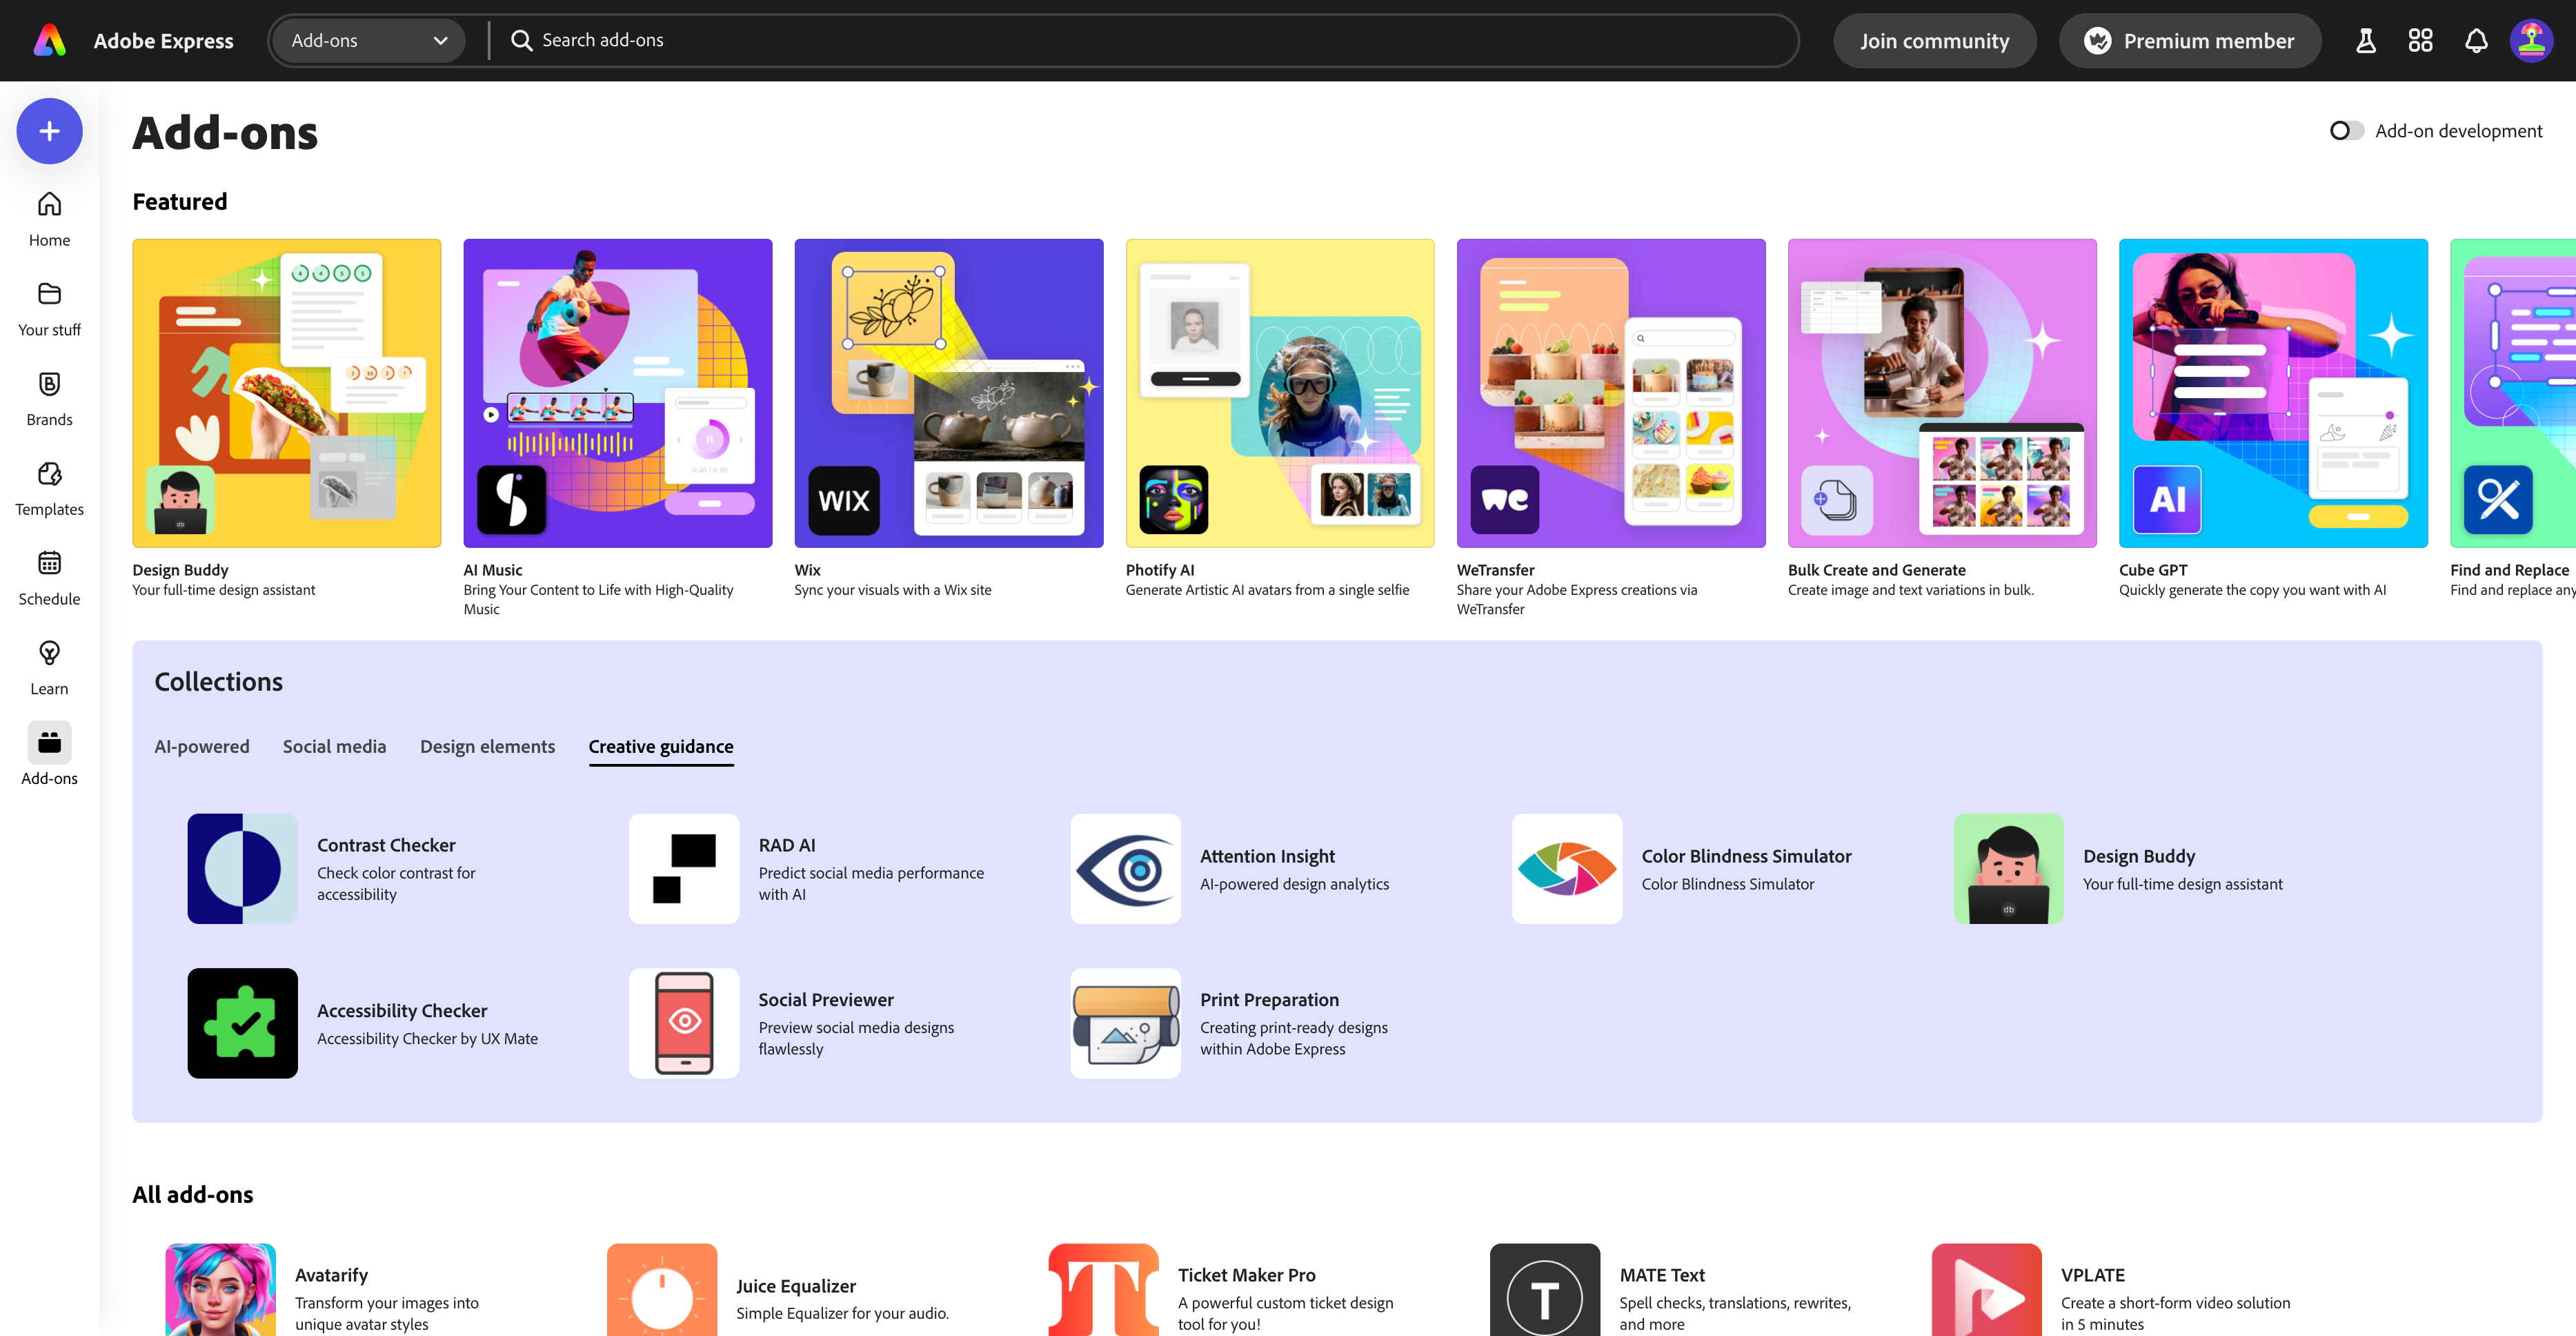 Adobe Express
Add-ons
Search add-ons
Join community
Premium member
Add-ons
Add-on development
Home
Your stuff
Brands
Templates
Schedule
Learn
Add-ons
Featured
WIX
we
AI
Design Buddy
Your full-time design assistant
AI Music
Bring Your Content to Life with High-Quality
Music
Wix
Sync your visuals with a Wix site
Photify AI
Generate Artistic AI avatars from a single selfie
WeTransfer
Share your Adobe Express creations via
WeTransfer
Bulk Create and Generate
Create image and text variations in bulk.
Cube GPT
Quickly generate the copy you want with AI
Find and Replace
Find and replace any
Collections
AI-powered
Social media
Design elements
Creative guidance
Contrast Checker
Check color contrast for
accessibility
RAD AI
Predict social media performance
with AI
Attention Insight
AI-powered design analytics
Color Blindness Simulator
Color Blindness Simulator
db
Design Buddy
Your full-time design assistant
Accessibility Checker
Accessibility Checker by UX Mate
Social Previewer
Preview social media designs
flawlessly
Print Preparation
Creating print-ready designs
within Adobe Express
All add-ons
Avatarify
Transform your images into
unique avatar styles
Juice Equalizer
Simple Equalizer for your audio.
T
Ticket Maker Pro
A powerful custom ticket design
tool for you!
T
MATE Text
Spell checks, translations, rewrites,
and more
VPLATE
Create a short-form video solution
in 5 minutes